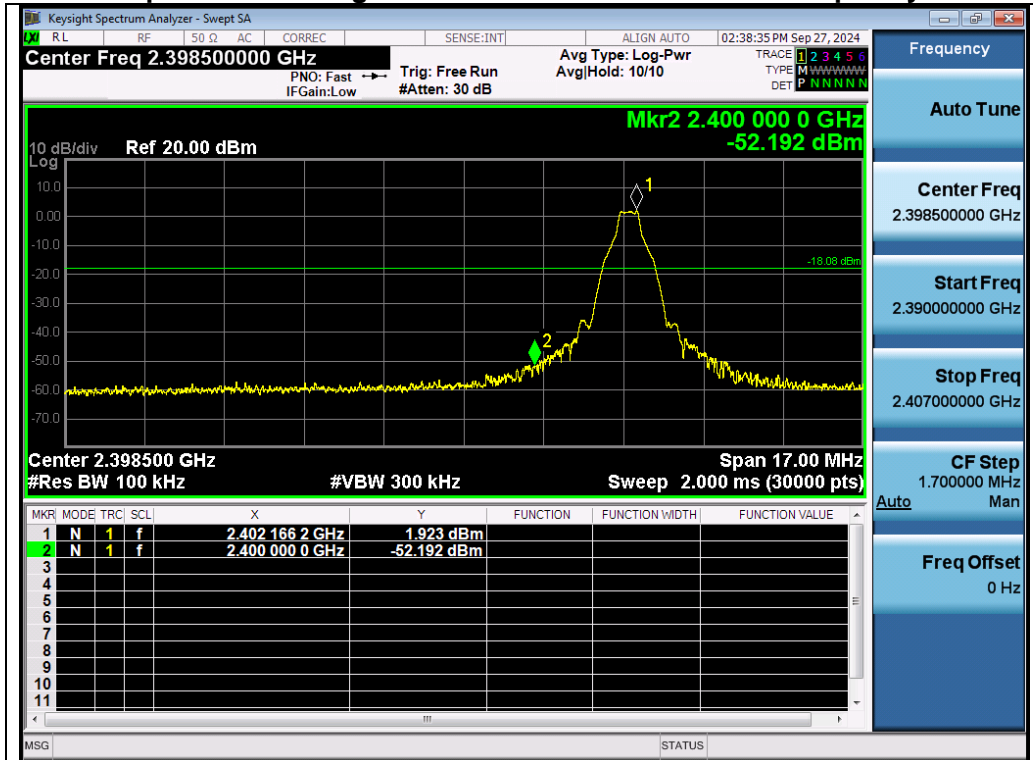 Keysight Spectrum Analyzer - Swept SA
LXI RL RF 50 Ω AC CORREC SENSE:INT ALIGN AUTO 02:38:35 PM Sep 27, 2024
Center Freq 2.398500000 GHz
PNO: Fast
IFGain:Low
Trig: Free Run
#Atten: 30 dB
Avg Type: Log-Pwr
Avg|Hold: 10/10
TRACE 1 2 3 4 5 6
TYPE M WWWWW
DET P N N N N N
Mkr2 2.400 000 0 GHz
-52.192 dBm
10 dB/div Ref 20.00 dBm
Log
10.0
0.00
-10.0
-20.0
-30.0
-40.0
-50.0
-60.0
-70.0
1
-18.08 dBm
2
Center 2.398500 GHz Span 17.00 MHz
#Res BW 100 kHz #VBW 300 kHz Sweep 2.000 ms (30000 pts)
MKR MODE TRC SCL X Y FUNCTION FUNCTION WIDTH FUNCTION VALUE
1 N 1 f 2.402 166 2 GHz 1.923 dBm
2 N 1 f 2.400 000 0 GHz -52.192 dBm
3
4
5
6
7
8
9
10
11
MSG STATUS
Frequency
Auto Tune
Center Freq
2.398500000 GHz
Start Freq
2.390000000 GHz
Stop Freq
2.407000000 GHz
CF Step
1.700000 MHz
Auto Man
Freq Offset
0 Hz